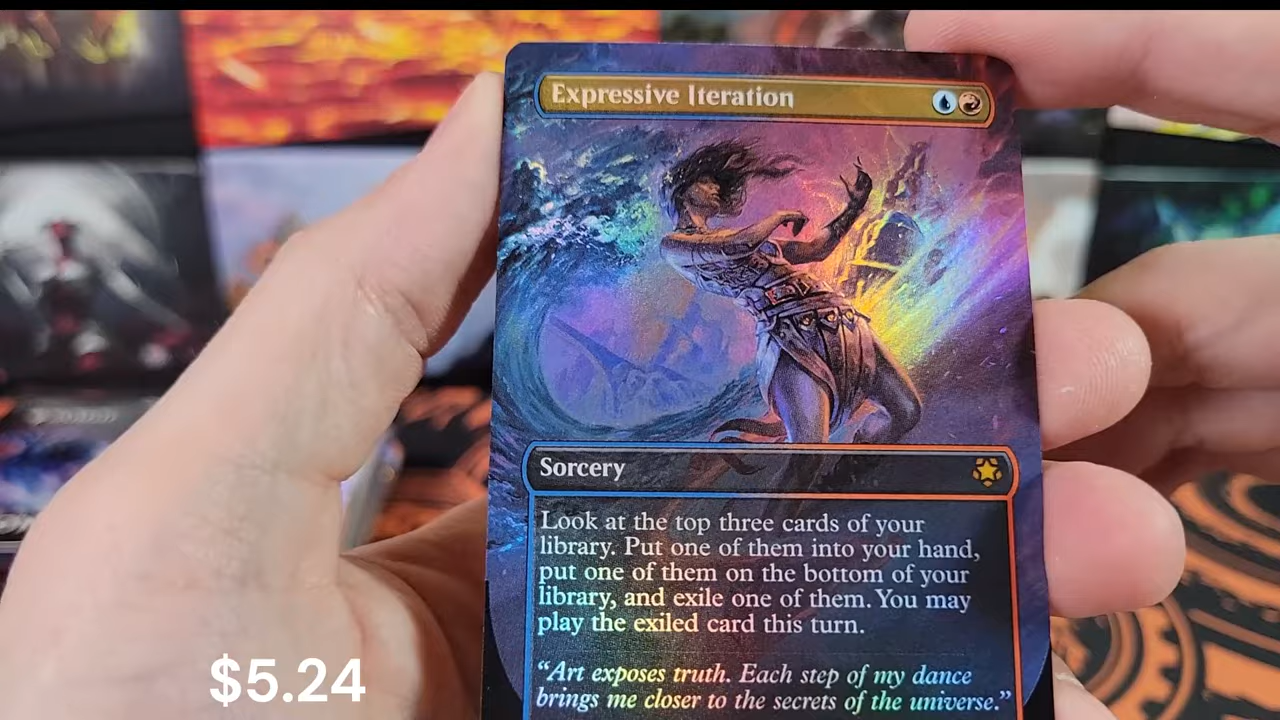 Expressive Iteration
Sorcery
Look at the top three cards of your
library. Put one of them into your hand,
put one of them on the bottom of your
library, and exile one of them. You may
play the exiled card this turn.
“Art exposes truth. Each step of my dance
brings me closer to the secrets of the universe.”
$5.24